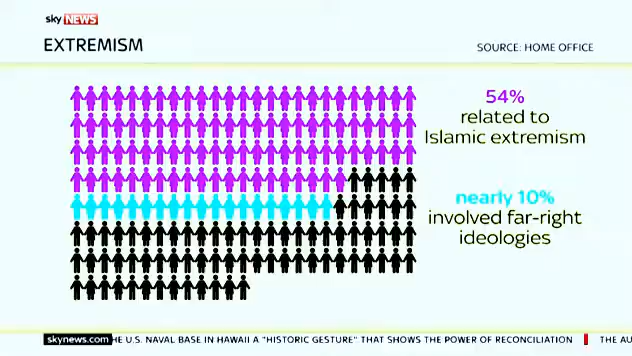 sky NEWS
EXTREMISM
SOURCE: HOME OFFICE
54%
related to
Islamic extremism
nearly 10%
involved far-right
ideologies
skynews.com HE U.S. NAVAL BASE IN HAWAII A "HISTORIC GESTURE" THAT SHOWS THE POWER OF RECONCILIATION THE AU